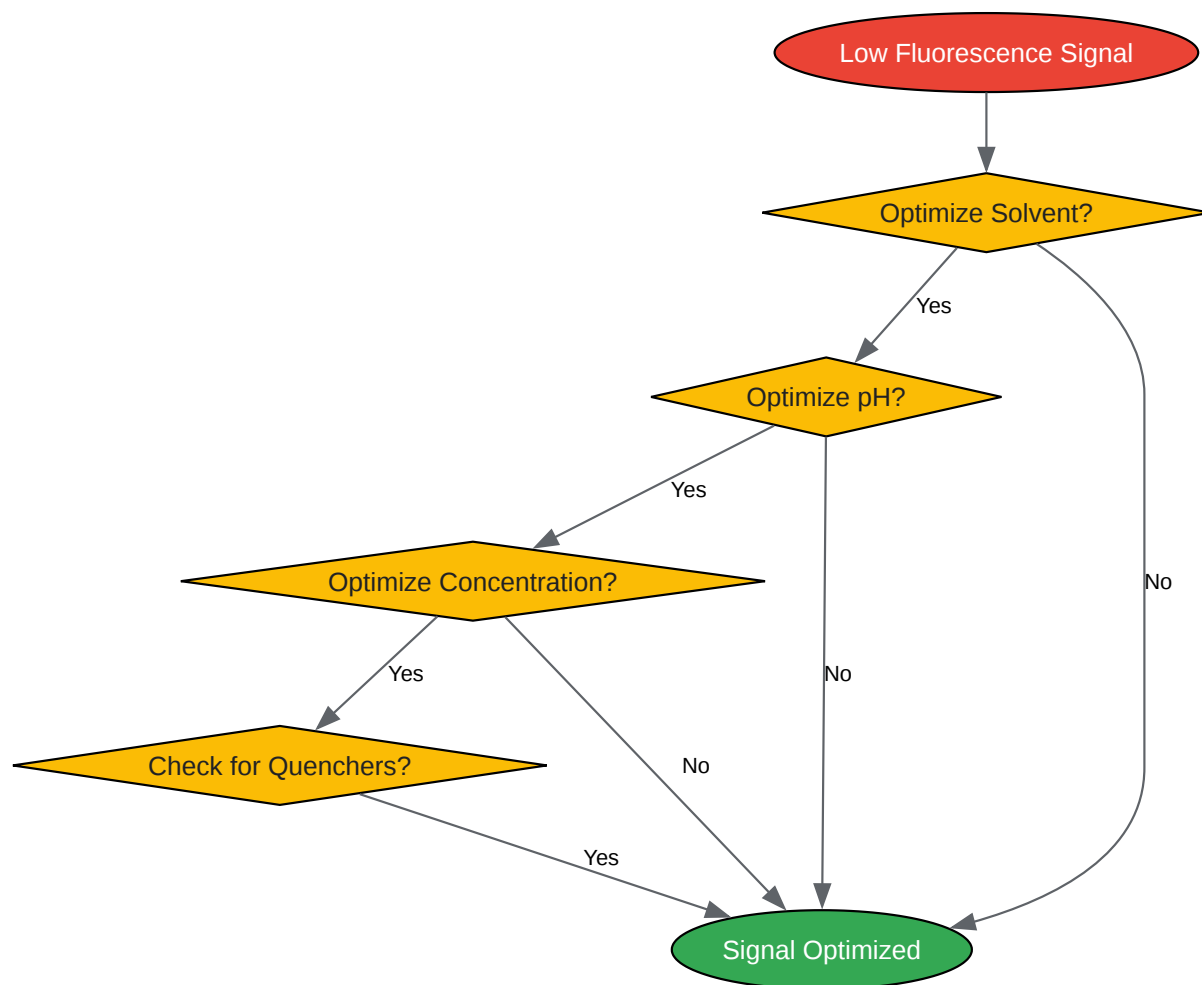 Low Fluorescence Signal
Optimize Solvent?
Yes
Optimize pH?
Yes
Optimize Concentration?
No
Yes
No
Check for Quenchers?
No
Yes
Signal Optimized